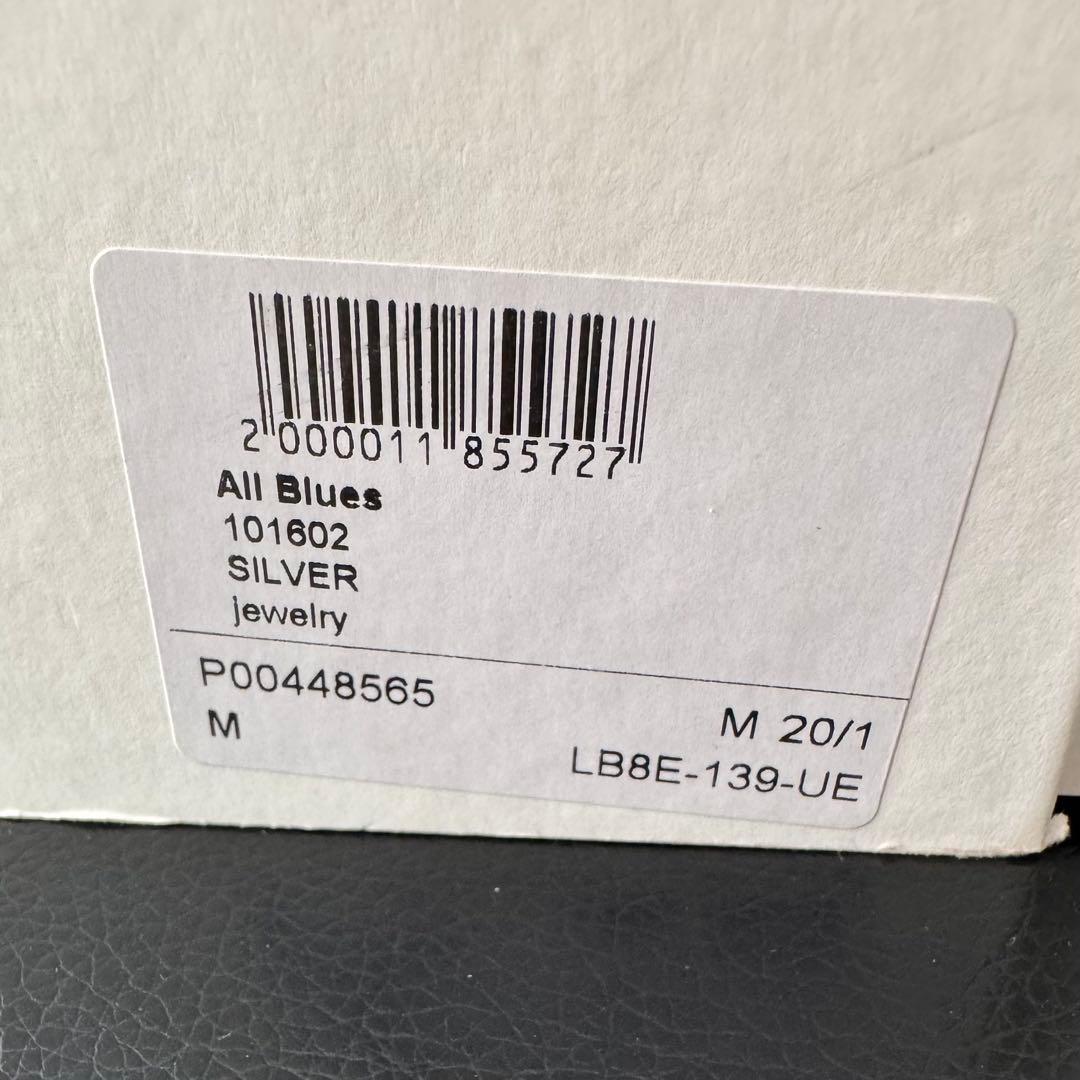 2 000011 855727
All Blues
101602
SILVER
jewelry
P00448565
M
M 20/1
LB8E-139-UE